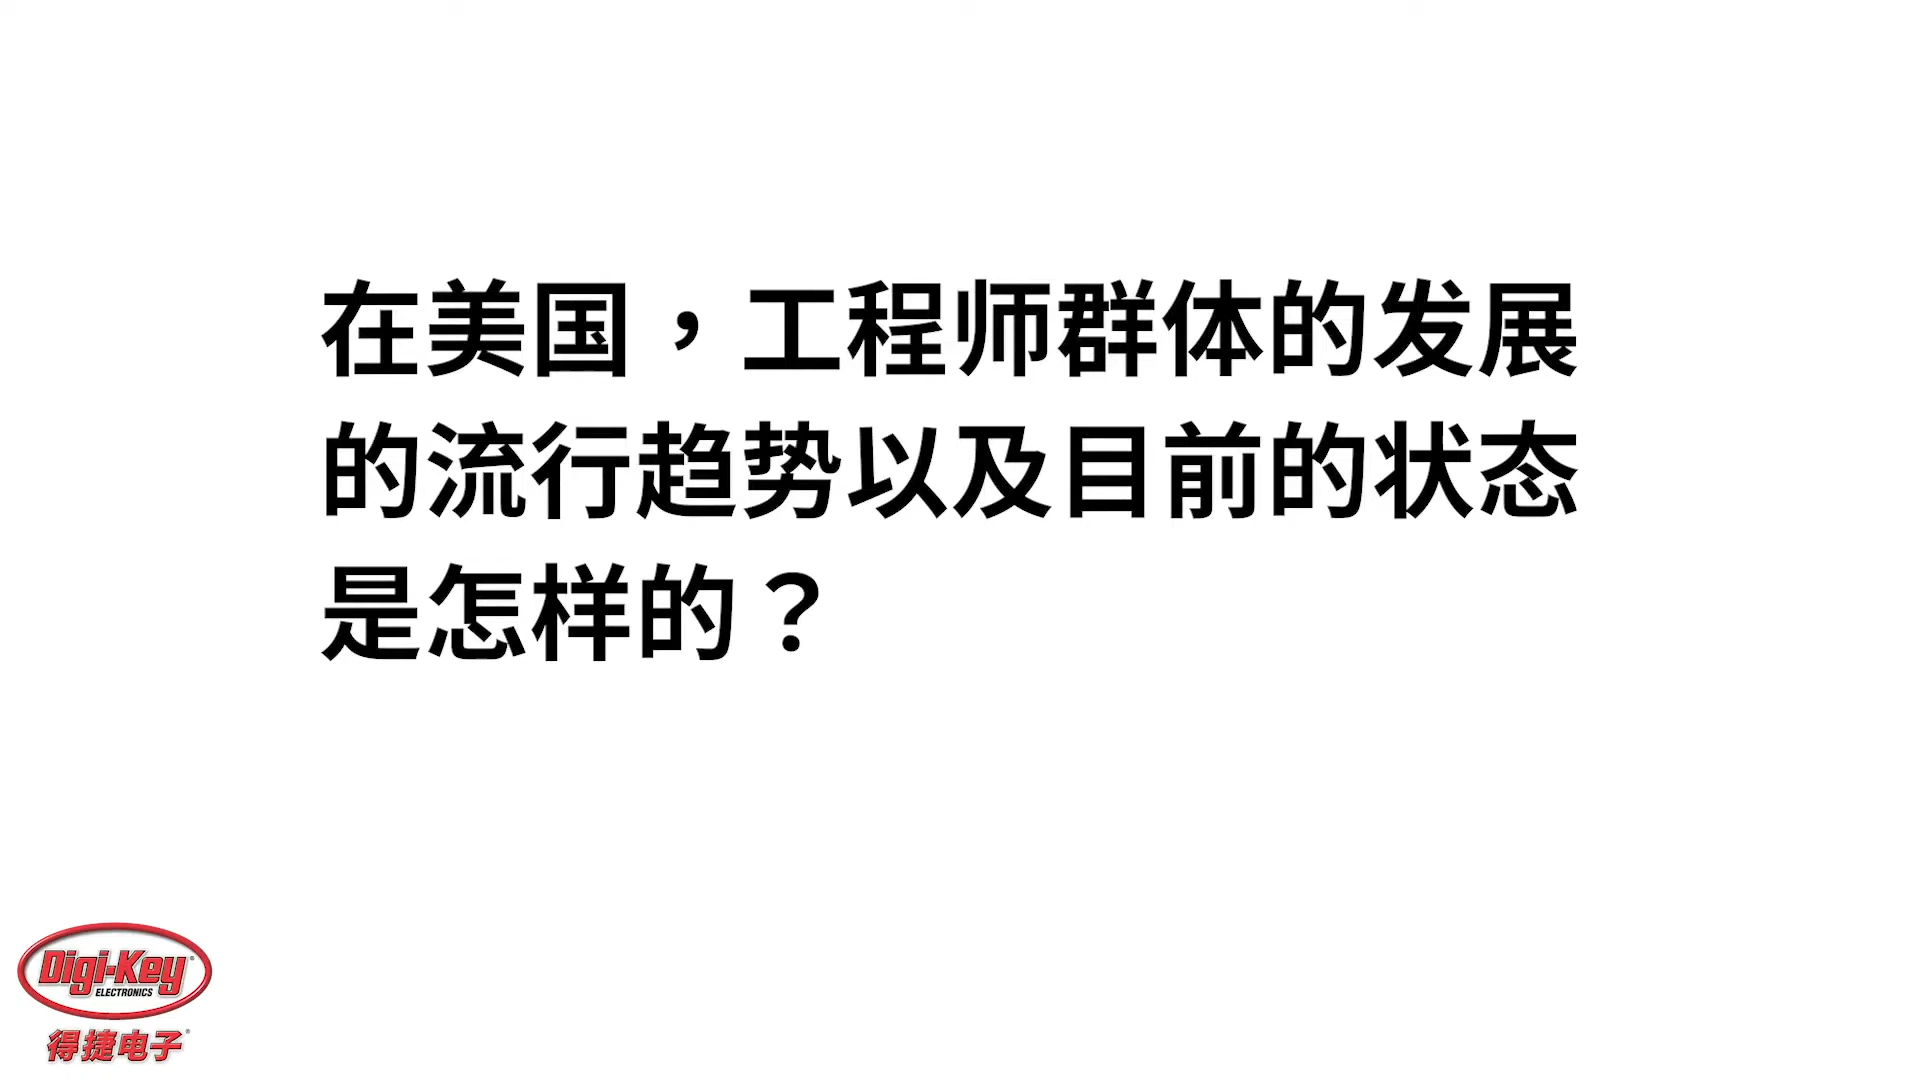 在美国，工程师群体的发展
的流行趋势以及目前的状态
是怎样的？
Digi-Key
ELECTRONICS
得捷电子